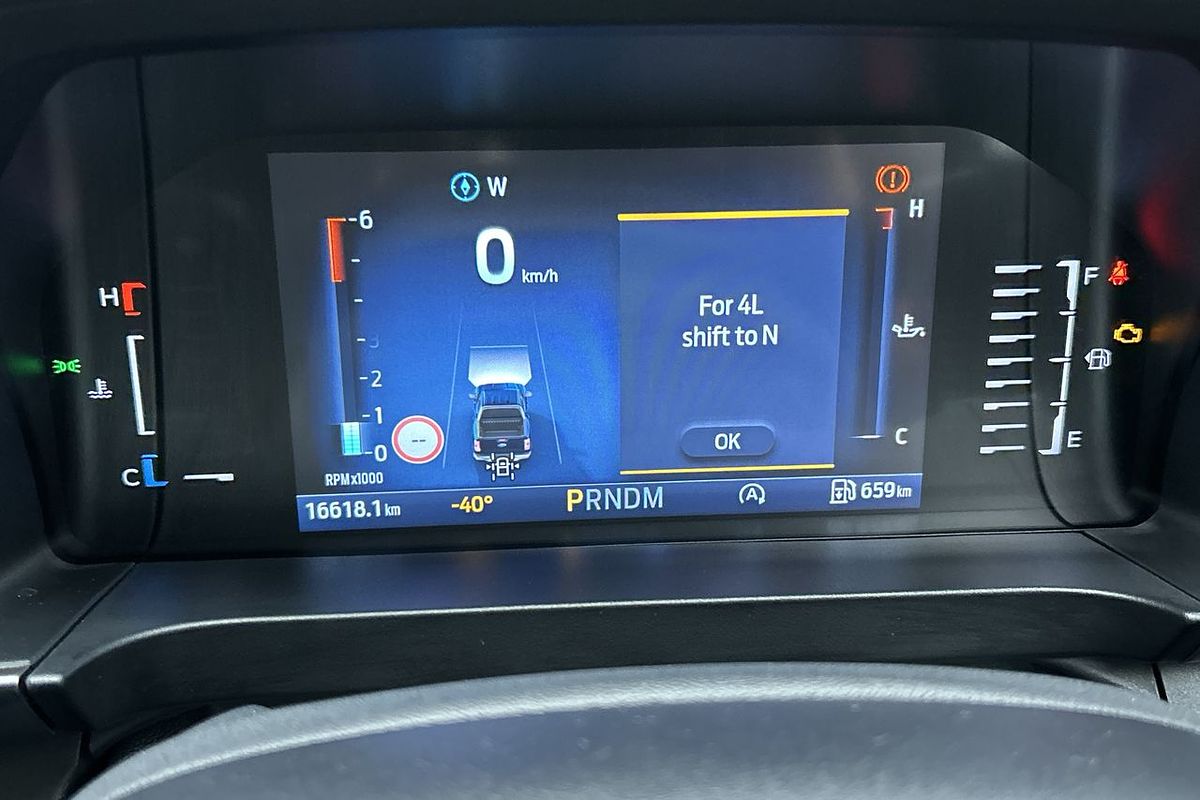 W
6
0 km/h
H
For 4L
shift to N
H
F
2
1
0
--
OK
C
E
C
RPMx1000
16618.1 km
-40°
PRNDM
A
659 km